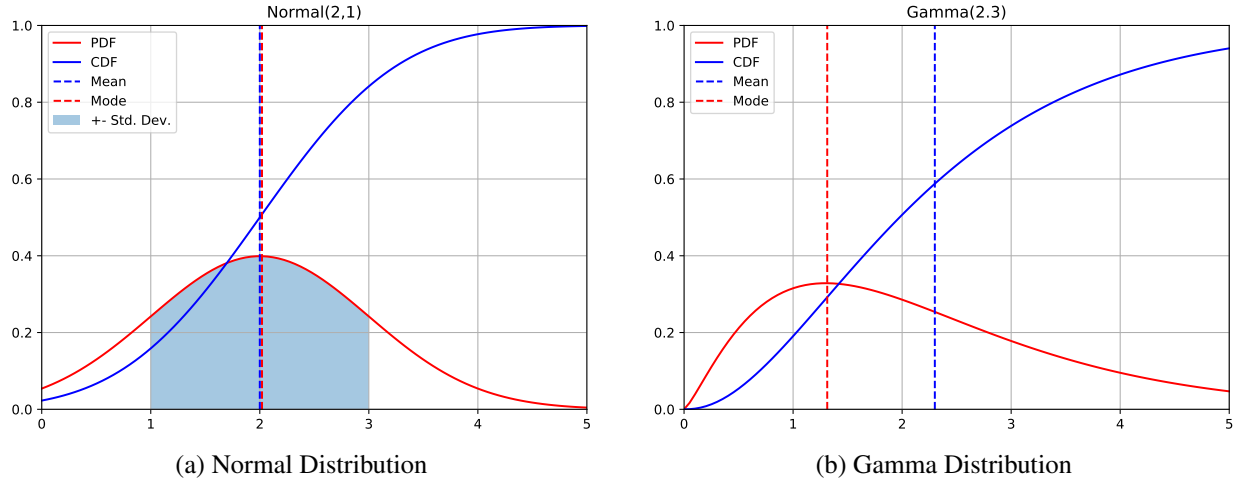 Normal(2,1)
1.0
0.8
0.6
0.4
0.2
0.0
0 1 2 3 4 5
PDF
CDF
Mean
Mode
+- Std. Dev.
(a) Normal Distribution
Gamma(2.3)
1.0
0.8
0.6
0.4
0.2
0.0
0 1 2 3 4 5
PDF
CDF
Mean
Mode
(b) Gamma Distribution